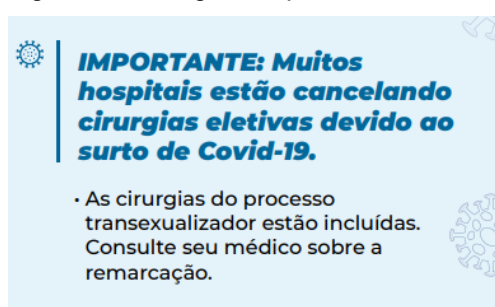 IMPORTANTE: Muitos
hospitais estão cancelando
cirurgias eletivas devido ao
surto de Covid-19.
· As cirurgias do processo
transexualizador estão incluídas.
Consulte seu médico sobre a
remarcação.